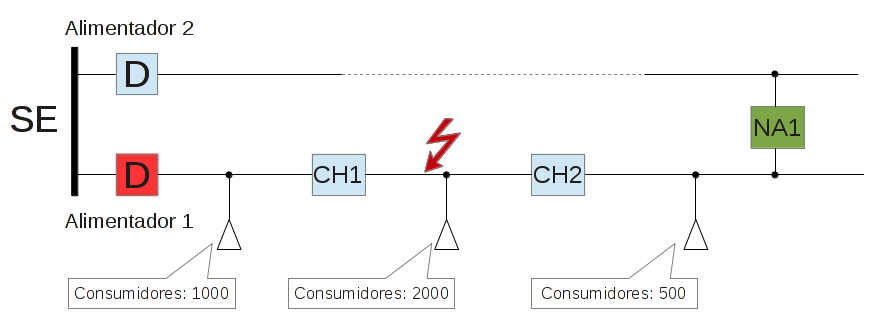 Alimentador 2
D
SE
NA1
D
CH1
CH2
Alimentador 1
Consumidores: 1000
Consumidores: 2000
Consumidores: 500